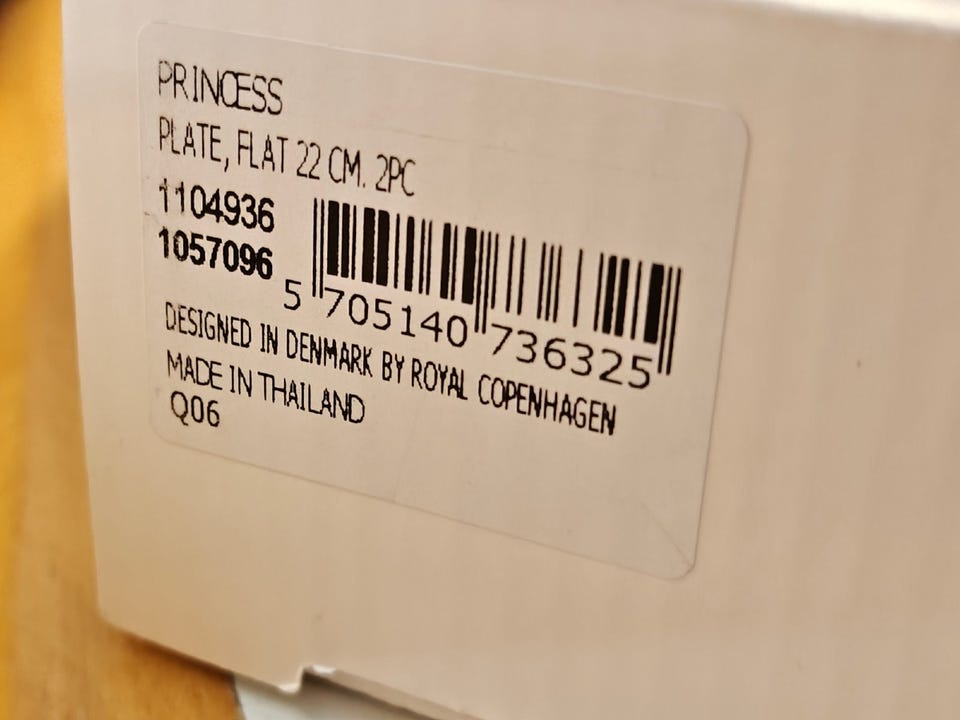 PRINCESS
PLATE, FLAT 22 CM. 2PC
1104936
1057096
5 705140 736325
DESIGNED IN DENMARK BY ROYAL COPENHAGEN
MADE IN THAILAND
Q06